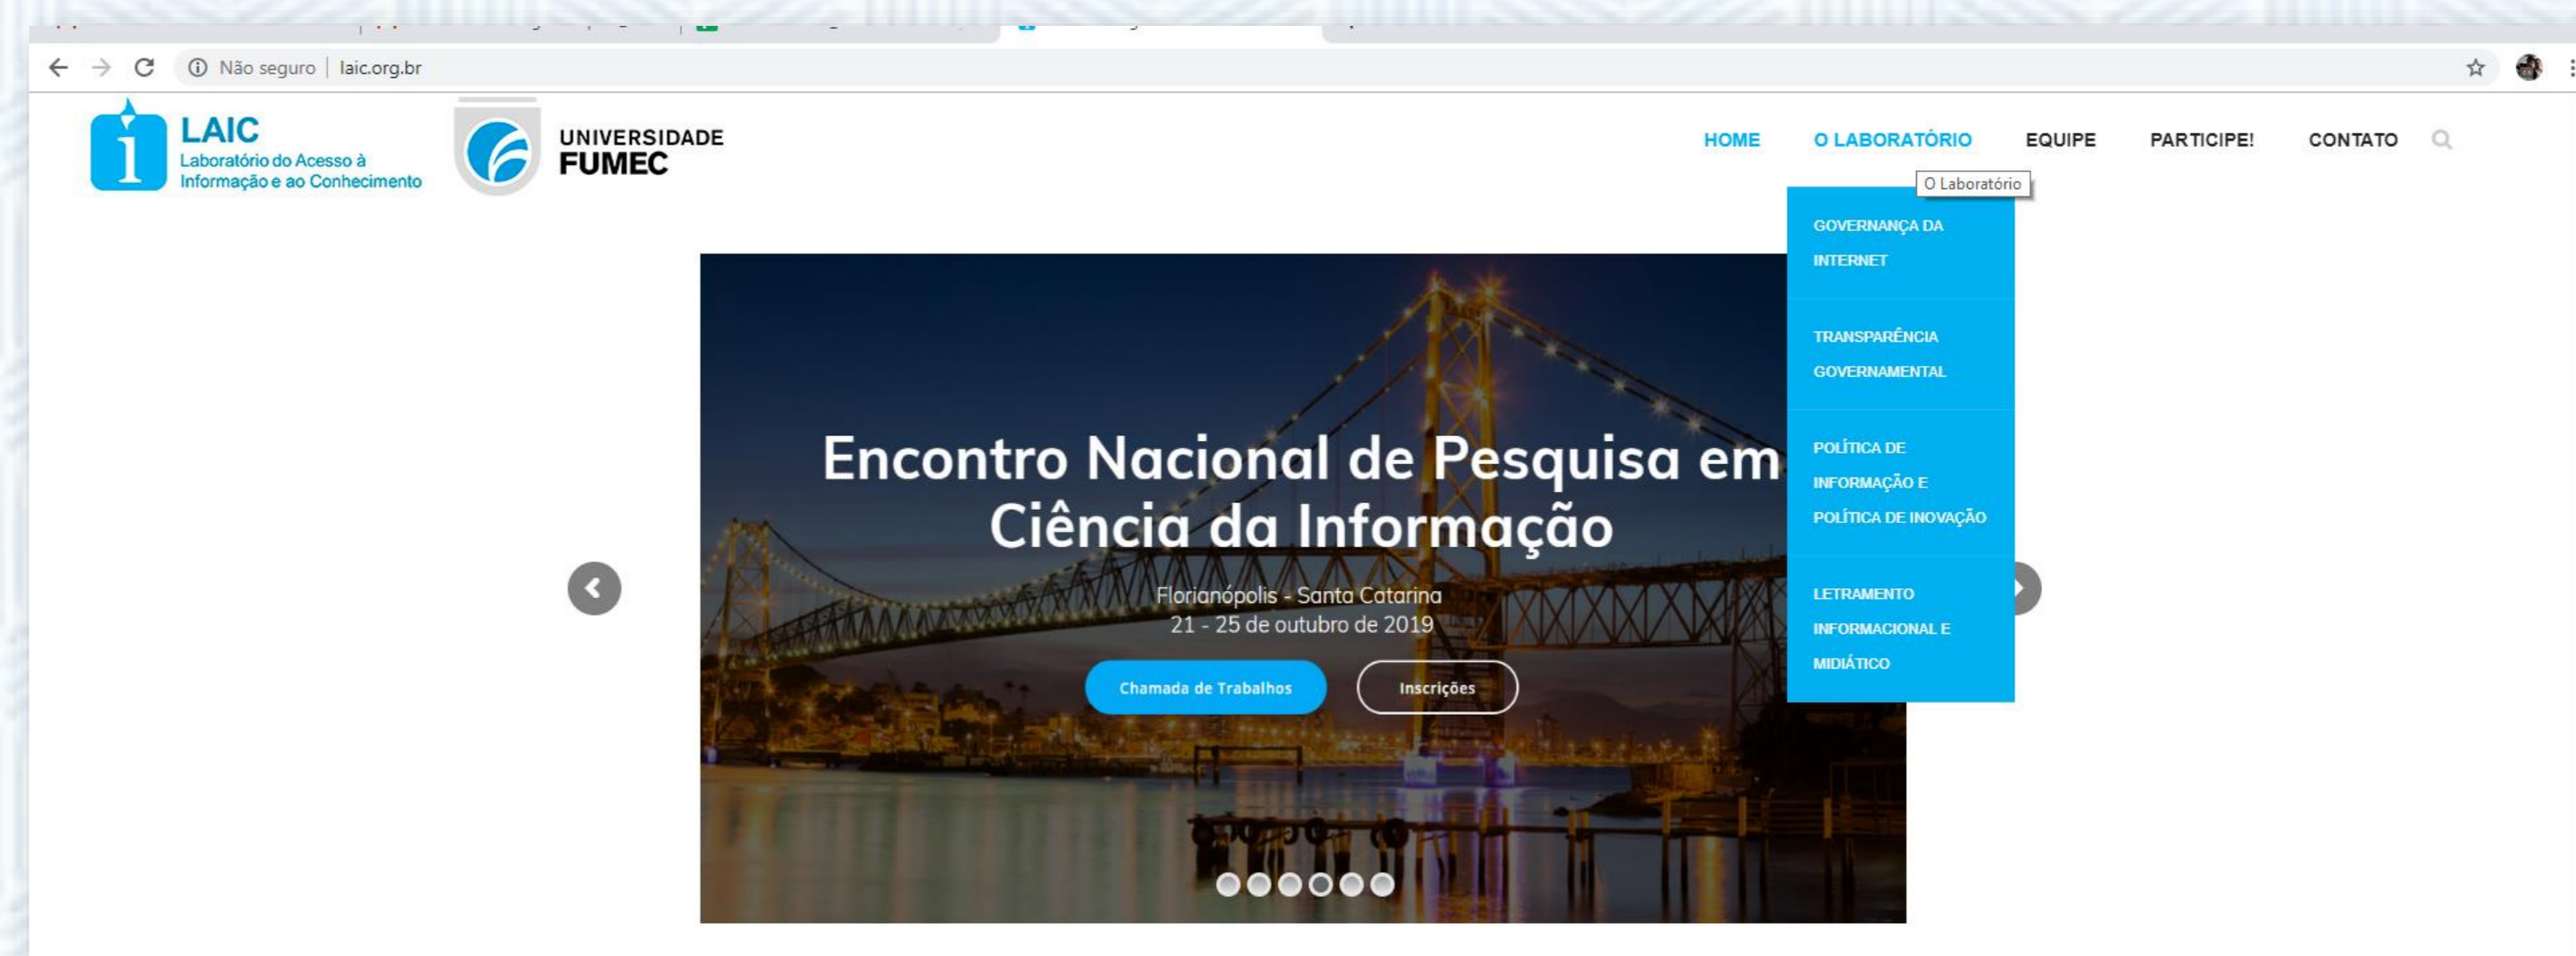 Não seguro | laic.org.br
LAIC
Laboratório do Acesso à
Informação e ao Conhecimento
UNIVERSIDADE
FUMEC
HOME O LABORATÓRIO EQUIPE PARTICIPE! CONTATO
O Laboratório
GOVERNANÇA DA
INTERNET
TRANSPARÊNCIA
GOVERNAMENTAL
POLÍTICA DE
INFORMAÇÃO E
POLÍTICA DE INOVAÇÃO
LETRAMENTO
INFORMACIONAL E
MIDIÁTICO
Encontro Nacional de Pesquisa em
Ciência da Informação
Florianópolis - Santa Catarina
21 - 25 de outubro de 2019
Chamada de Trabalhos Inscrições